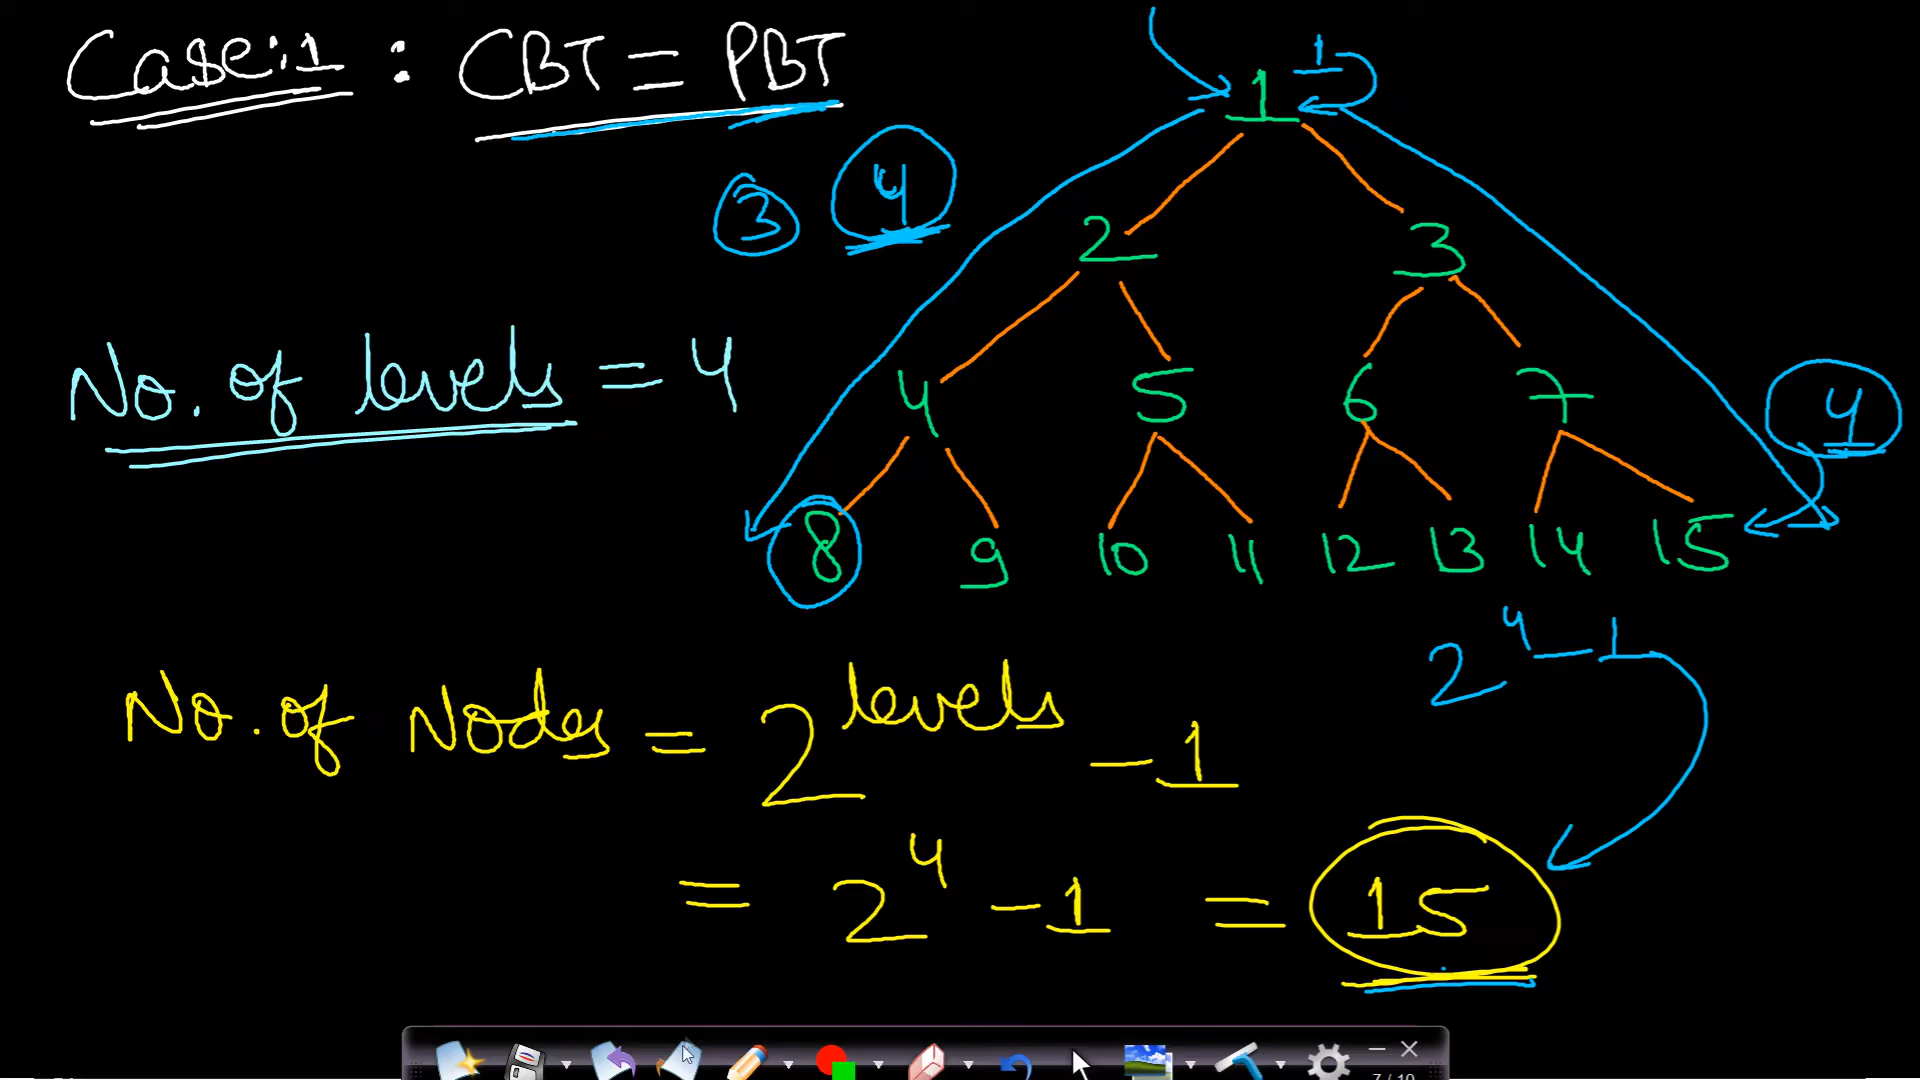 Case:1 : CBT = PBT
1
1
3 4
2 3
No. of levels = 4
4 5 6 7
4
8 9 10 11 12 13 14 15
2^4 - 1
No. of Nodes = 2^levels - 1
= 2^4 - 1 = 15
7 / 10